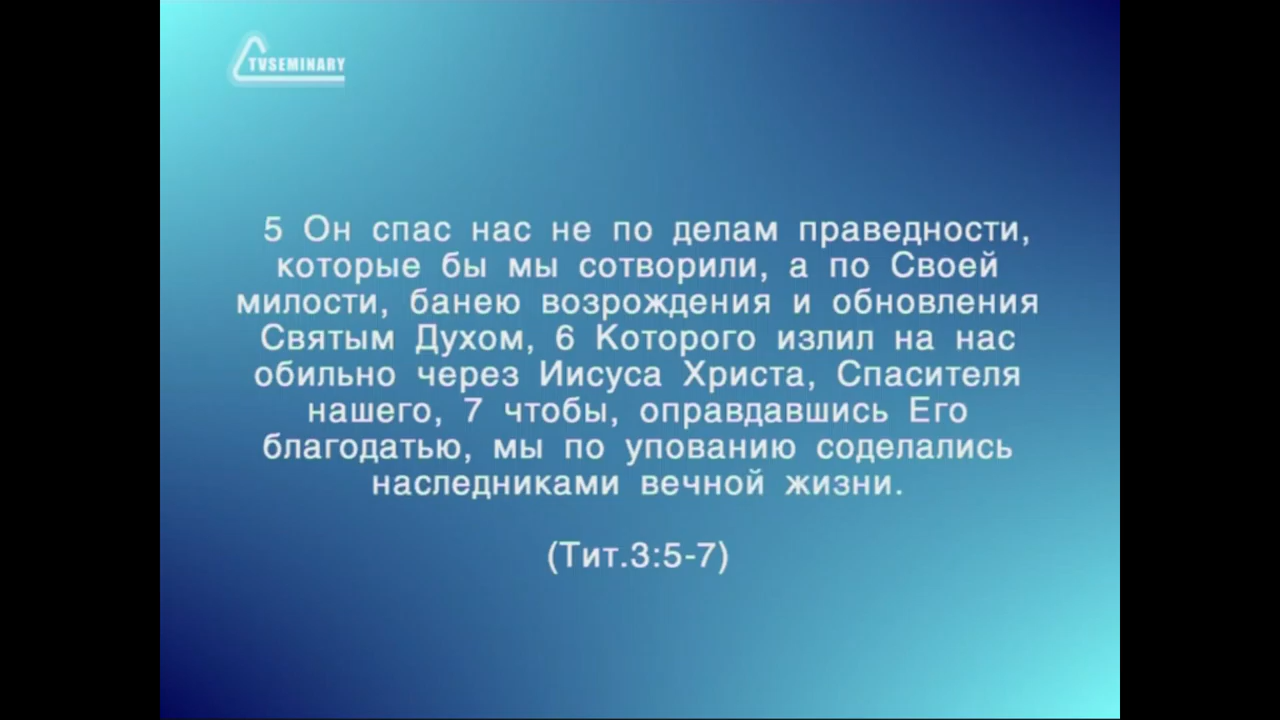 TVSEMINARY
5 Он спас нас не по делам праведности,
которые бы мы сотворили, а по Своей
милости, банею возрождения и обновления
Святым Духом, 6 Которого излил на нас
обильно через Иисуса Христа, Спасителя
нашего, 7 чтобы, оправдавшись Его
благодатью, мы по упованию соделались
наследниками вечной жизни.
(Тит.3:5-7)